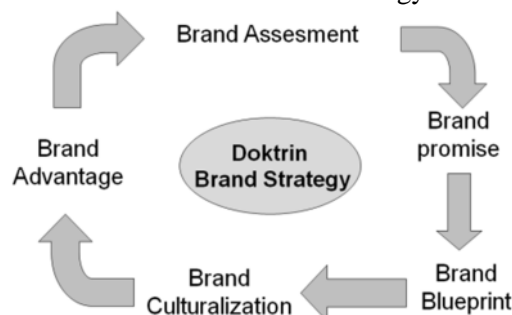 Brand Assesment
Brand
promise
Brand
Blueprint
Brand
Culturalization
Brand
Advantage
Doktrin
Brand Strategy